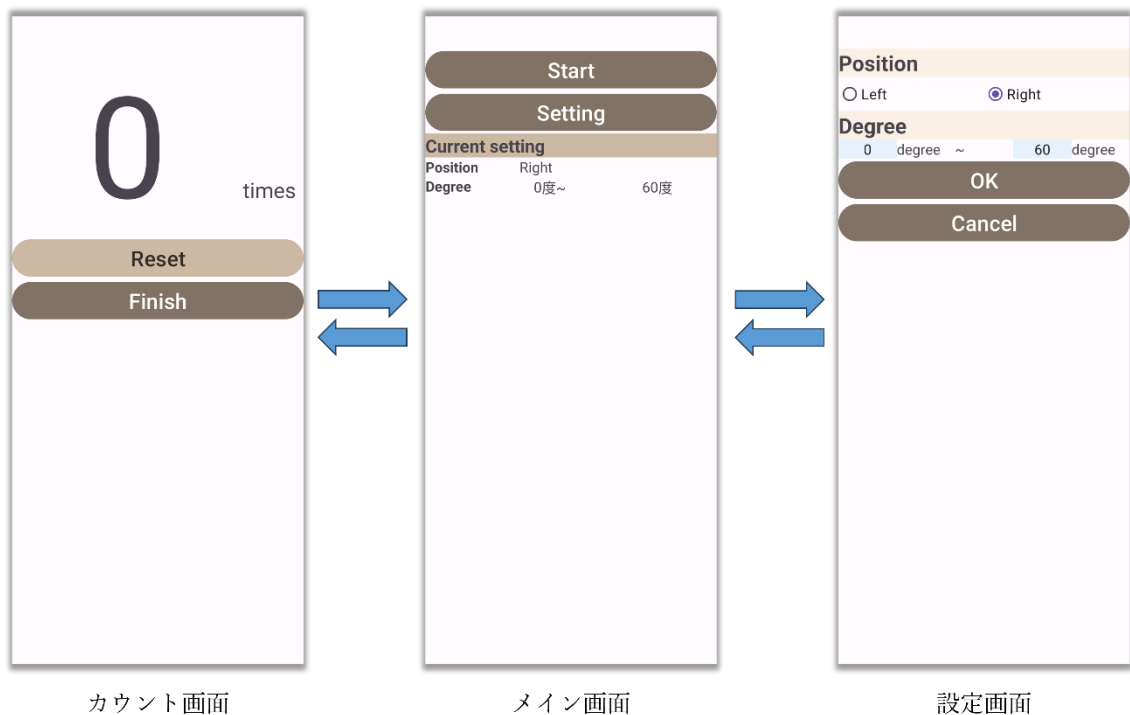 0
times
Reset
Finish
カウント画面
Start
Setting
Current setting
Position Right
Degree 0度~ 60度
メイン画面
Position
Left Right
Degree
0 degree ~ 60 degree
OK
Cancel
設定画面